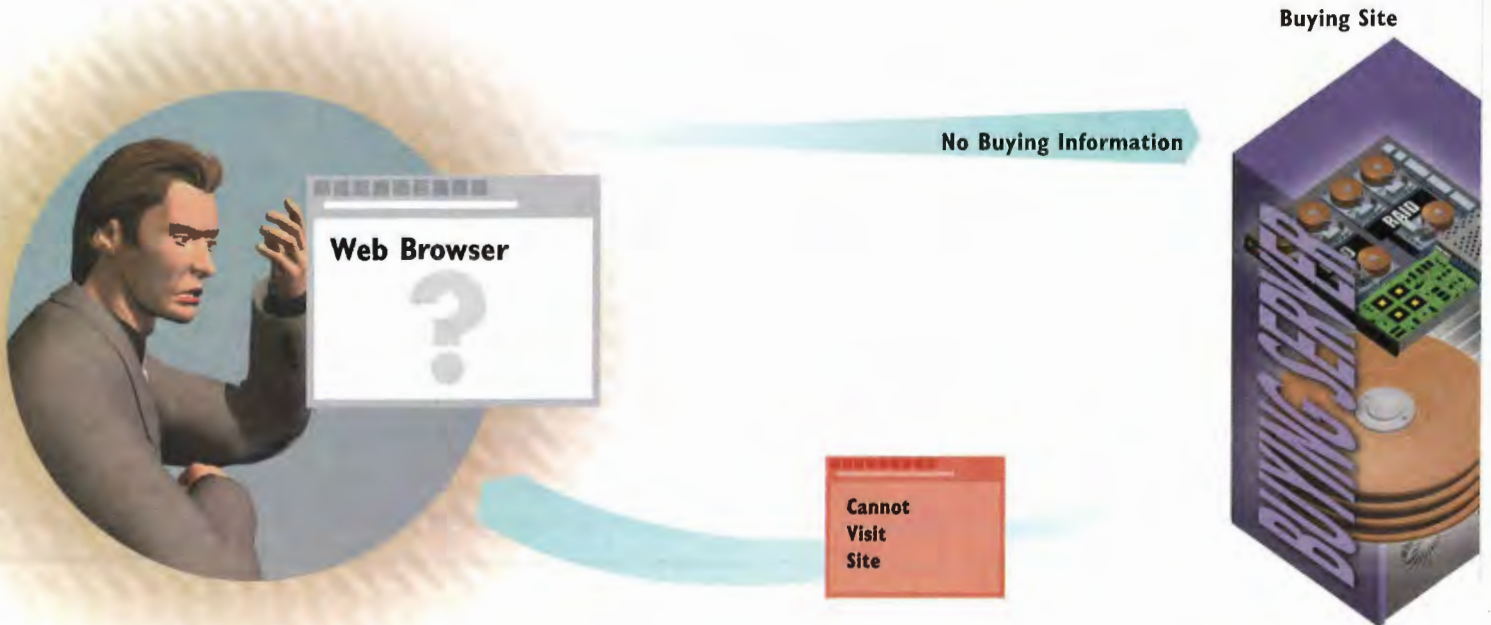 Buying Site
No Buying Information
Web Browser
?
Cannot
Visit
Site
RAID
BUYING SERVER